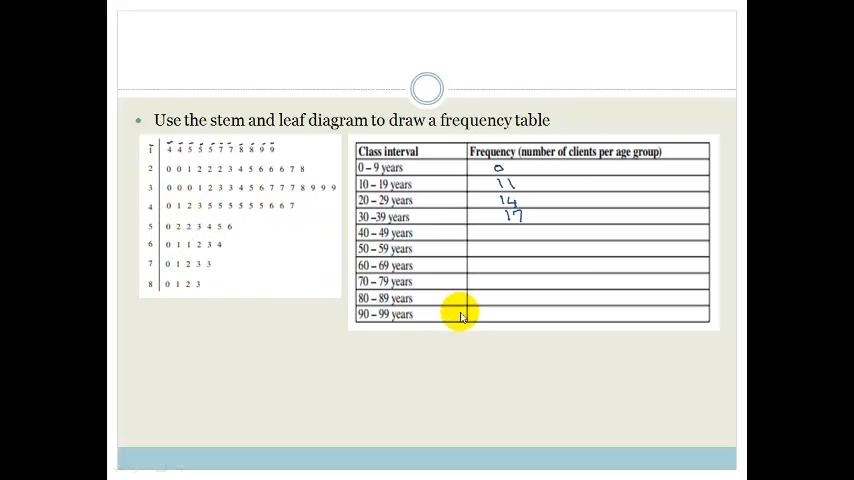 Use the stem and leaf diagram to draw a frequency table
1 4 4 5 5 5 7 7 8 8 9 9
2 0 0 1 2 2 2 3 4 5 6 6 6 7 8
3 0 0 0 1 2 3 3 4 5 6 7 7 7 8 9 9 9
4 0 1 2 3 5 5 5 5 5 5 6 6 7
5 0 2 2 3 4 5 6
6 0 1 1 2 3 4
7 0 1 2 3 3
8 0 1 2 3
Class interval Frequency (number of clients per age group)
0 – 9 years 0
10 – 19 years 11
20 – 29 years 14
30 –39 years 17
40 – 49 years
50 – 59 years
60 – 69 years
70 – 79 years
80 – 89 years
90 – 99 years